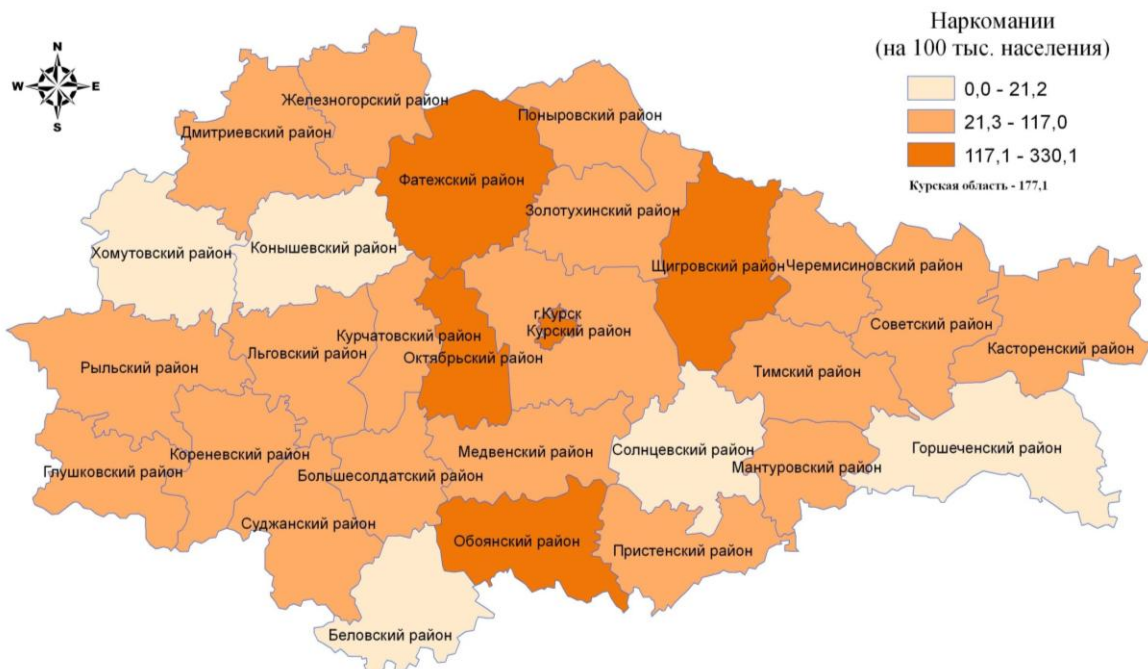 Наркомании
(на 100 тыс. населения)
0,0 - 21,2
21,3 - 117,0
117,1 - 330,1
Курская область - 177,1
N
W
E
S
Железногорский район
Поныровский район
Дмитриевский район
Фатежский район
Золотухинский район
Хомутовский район
Конышевский район
Щигровский район
Черемисиновский район
г.Курск
Курский район
Курчатовский район
Советский район
Касторенский район
Льговский район
Октябрьский район
Рыльский район
Тимский район
Медвенский район
Солнцевский район
Горшеченский район
Кореневский район
Глушковский район
Большесолдатский район
Мантуровский район
Суджанский район
Обоянский район
Пристенский район
Беловский район